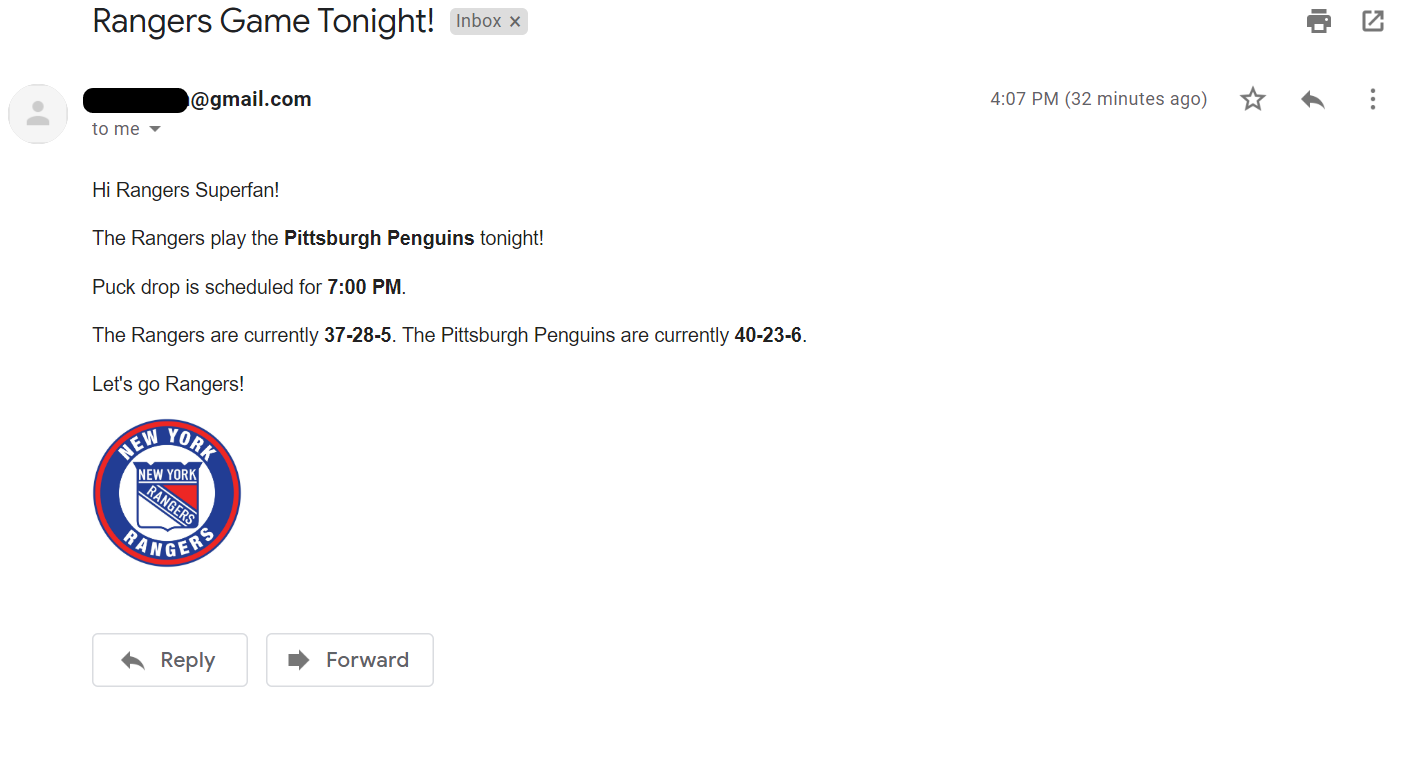 Rangers Game Tonight! Inbox ×
@gmail.com 4:07 PM (32 minutes ago)
to me
Hi Rangers Superfan!
The Rangers play the Pittsburgh Penguins tonight!
Puck drop is scheduled for 7:00 PM.
The Rangers are currently 37-28-5. The Pittsburgh Penguins are currently 40-23-6.
Let's go Rangers!
NEW YORK
NEW YORK
RANGERS
RANGERS
Reply Forward